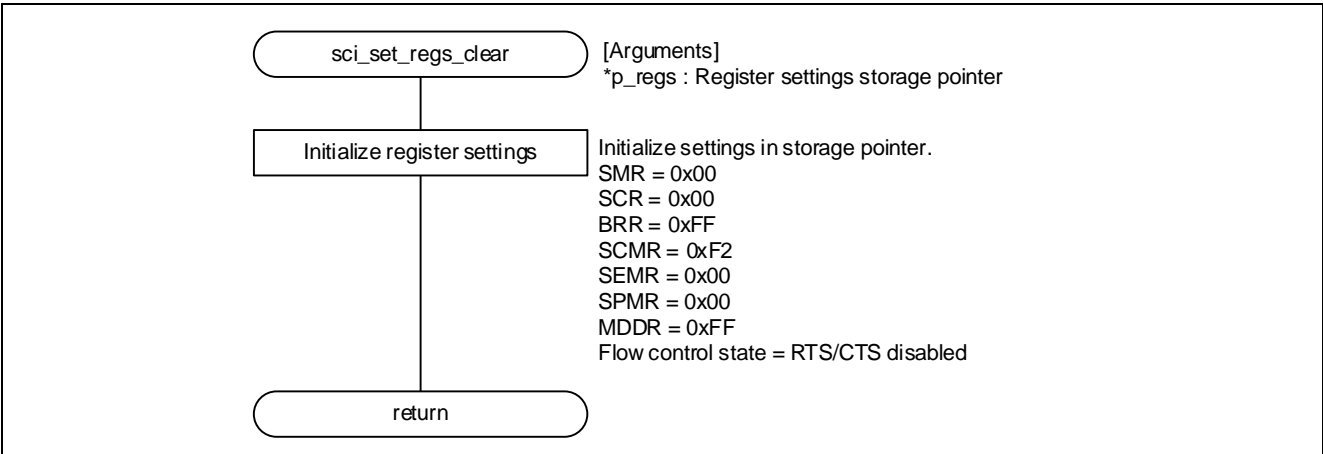 sci_set_regs_clear
[Arguments]
*p_regs : Register settings storage pointer
Initialize register settings
Initialize settings in storage pointer.
SMR = 0x00
SCR = 0x00
BRR = 0xFF
SCMR = 0xF2
SEMR = 0x00
SPMR = 0x00
MDDR = 0xFF
Flow control state = RTS/CTS disabled
return